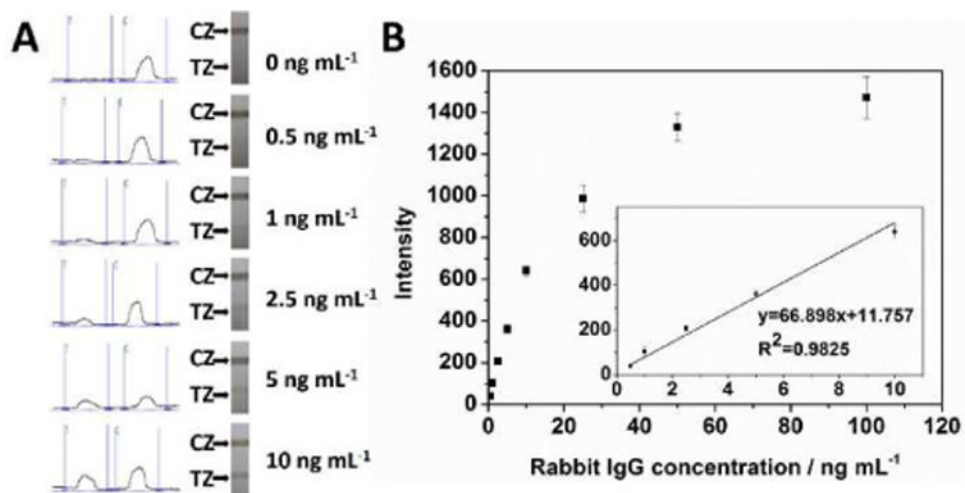 A
CZ
TZ
0 ng mL⁻¹
CZ
TZ
0.5 ng mL⁻¹
CZ
TZ
1 ng mL⁻¹
CZ
TZ
2.5 ng mL⁻¹
CZ
TZ
5 ng mL⁻¹
CZ
TZ
10 ng mL⁻¹
B
1600
1400
1200
1000
800
600
400
200
0
Intensity
600
400
200
0
y=66.898x+11.757
R²=0.9825
0 2 4 6 8 10
0 20 40 60 80 100 120
Rabbit IgG concentration / ng mL⁻¹